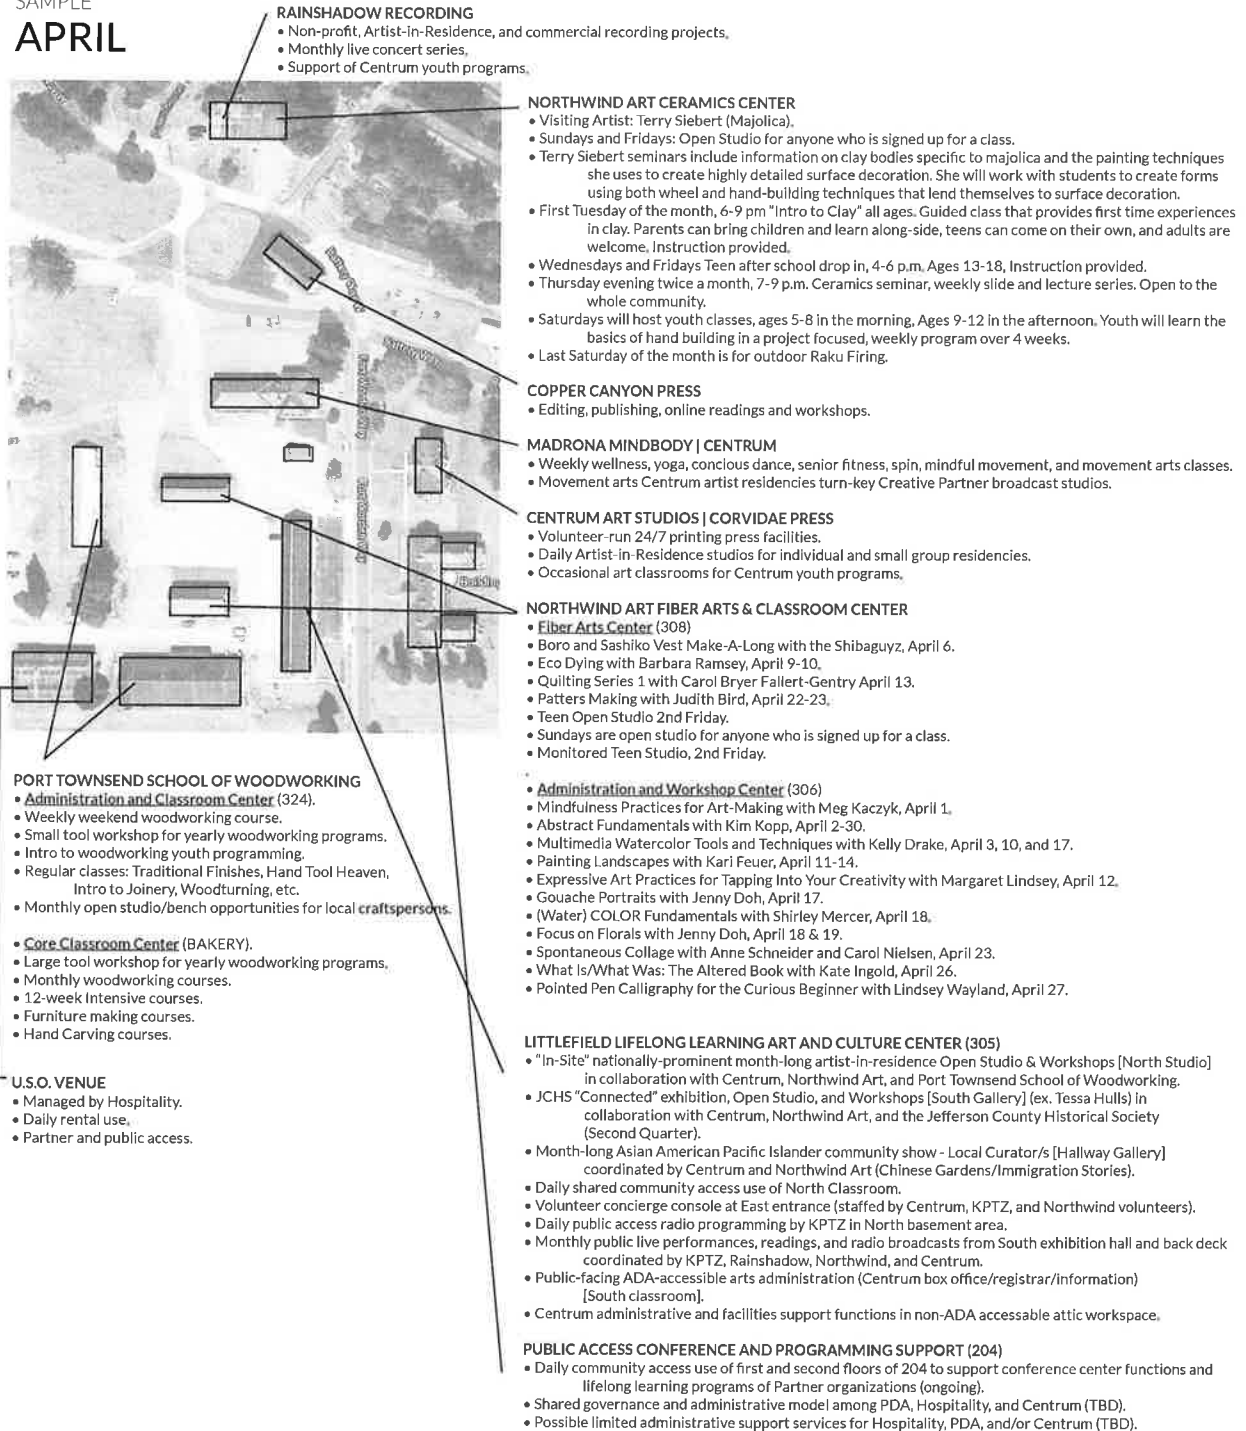 SAMPLE
APRIL
RAINSHADOW RECORDING
• Non-profit, Artist-in-Residence, and commercial recording projects.
• Monthly live concert series.
• Support of Centrum youth programs.
NORTHWIND ART CERAMICS CENTER
• Visiting Artist: Terry Siebert (Majolica).
• Sundays and Fridays: Open Studio for anyone who is signed up for a class.
• Terry Siebert seminars include information on clay bodies specific to majolica and the painting techniques
she uses to create highly detailed surface decoration. She will work with students to create forms
using both wheel and hand-building techniques that lend themselves to surface decoration.
• First Tuesday of the month, 6-9 pm "Intro to Clay" all ages. Guided class that provides first time experiences
in clay. Parents can bring children and learn along-side, teens can come on their own, and adults are
welcome. Instruction provided.
• Wednesdays and Fridays Teen after school drop in, 4-6 p.m. Ages 13-18, Instruction provided.
• Thursday evening twice a month, 7-9 p.m. Ceramics seminar, weekly slide and lecture series. Open to the
whole community.
• Saturdays will host youth classes, ages 5-8 in the morning, Ages 9-12 in the afternoon. Youth will learn the
basics of hand building in a project focused, weekly program over 4 weeks.
• Last Saturday of the month is for outdoor Raku Firing.
COPPER CANYON PRESS
• Editing, publishing, online readings and workshops.
MADRONA MINDBODY | CENTRUM
• Weekly wellness, yoga, concious dance, senior fitness, spin, mindful movement, and movement arts classes.
• Movement arts Centrum artist residencies turn-key Creative Partner broadcast studios.
CENTRUM ART STUDIOS | CORVIDAE PRESS
• Volunteer-run 24/7 printing press facilities.
• Daily Artist-in-Residence studios for individual and small group residencies.
• Occasional art classrooms for Centrum youth programs.
Building
NORTHWIND ART FIBER ARTS & CLASSROOM CENTER
• Fiber Arts Center (308)
• Boro and Sashiko Vest Make-A-Long with the Shibaguyz, April 6.
• Eco Dying with Barbara Ramsey, April 9-10.
• Quilting Series 1 with Carol Bryer Fallert-Gentry April 13.
• Patters Making with Judith Bird, April 22-23.
• Teen Open Studio 2nd Friday.
• Sundays are open studio for anyone who is signed up for a class.
• Monitored Teen Studio, 2nd Friday.
• Administration and Workshop Center (306)
• Mindfulness Practices for Art-Making with Meg Kaczyk, April 1.
• Abstract Fundamentals with Kim Kopp, April 2-30.
• Multimedia Watercolor Tools and Techniques with Kelly Drake, April 3, 10, and 17.
• Painting Landscapes with Kari Feuer, April 11-14.
• Expressive Art Practices for Tapping Into Your Creativity with Margaret Lindsey, April 12.
• Gouache Portraits with Jenny Doh, April 17.
• (Water) COLOR Fundamentals with Shirley Mercer, April 18.
• Focus on Florals with Jenny Doh, April 18 & 19.
• Spontaneous Collage with Anne Schneider and Carol Nielsen, April 23.
• What Is/What Was: The Altered Book with Kate Ingold, April 26.
• Pointed Pen Calligraphy for the Curious Beginner with Lindsey Wayland, April 27.
PORT TOWNSEND SCHOOL OF WOODWORKING
• Administration and Classroom Center (324).
• Weekly weekend woodworking course.
• Small tool workshop for yearly woodworking programs.
• Intro to woodworking youth programming.
• Regular classes: Traditional Finishes, Hand Tool Heaven,
Intro to Joinery, Woodturning, etc.
• Monthly open studio/bench opportunities for local craftspersons.
• Core Classroom Center (BAKERY).
• Large tool workshop for yearly woodworking programs.
• Monthly woodworking courses.
• 12-week Intensive courses.
• Furniture making courses.
• Hand Carving courses.
U.S.O. VENUE
• Managed by Hospitality.
• Daily rental use.
• Partner and public access.
LITTLEFIELD LIFELONG LEARNING ART AND CULTURE CENTER (305)
• "In-Site" nationally-prominent month-long artist-in-residence Open Studio & Workshops [North Studio]
in collaboration with Centrum, Northwind Art, and Port Townsend School of Woodworking.
• JCHS "Connected" exhibition, Open Studio, and Workshops [South Gallery] (ex. Tessa Hulls) in
collaboration with Centrum, Northwind Art, and the Jefferson County Historical Society
(Second Quarter).
• Month-long Asian American Pacific Islander community show - Local Curator/s [Hallway Gallery]
coordinated by Centrum and Northwind Art (Chinese Gardens/Immigration Stories).
• Daily shared community access use of North Classroom.
• Volunteer concierge console at East entrance (staffed by Centrum, KPTZ, and Northwind volunteers).
• Daily public access radio programming by KPTZ in North basement area.
• Monthly public live performances, readings, and radio broadcasts from South exhibition hall and back deck
coordinated by KPTZ, Rainshadow, Northwind, and Centrum.
• Public-facing ADA-accessible arts administration (Centrum box office/registrar/information)
[South classroom].
• Centrum administrative and facilities support functions in non-ADA accessable attic workspace.
PUBLIC ACCESS CONFERENCE AND PROGRAMMING SUPPORT (204)
• Daily community access use of first and second floors of 204 to support conference center functions and
lifelong learning programs of Partner organizations (ongoing).
• Shared governance and administrative model among PDA, Hospitality, and Centrum (TBD).
• Possible limited administrative support services for Hospitality, PDA, and/or Centrum (TBD).